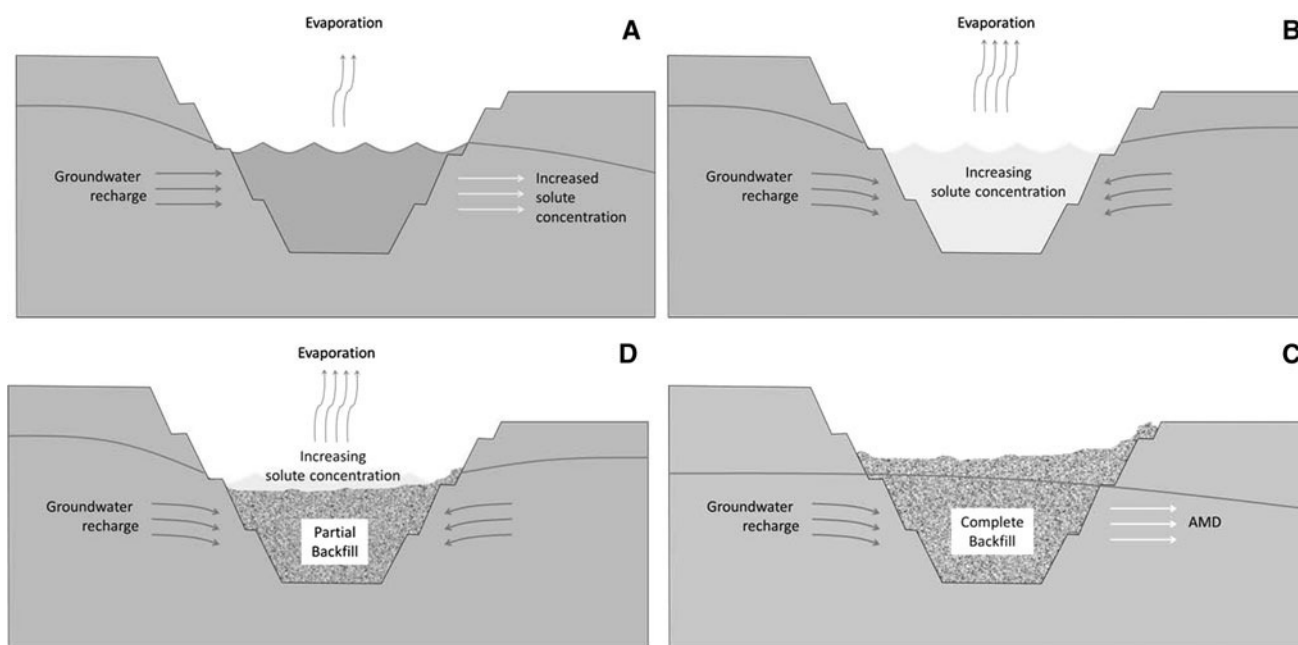 Evaporation
A
Groundwater
recharge
Increased
solute
concentration
Evaporation
B
Groundwater
recharge
Increasing
solute concentration
Evaporation
D
Increasing
solute concentration
Groundwater
recharge
Partial
Backfill
C
Groundwater
recharge
Complete
Backfill
AMD